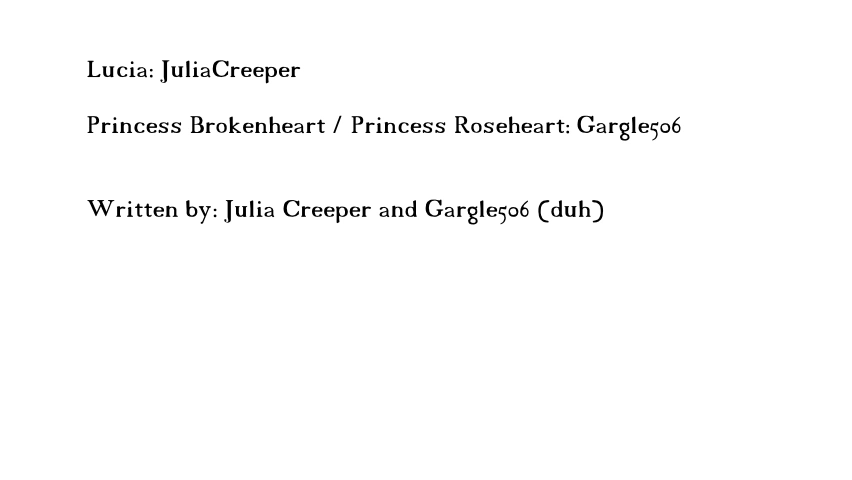 Lucia: JuliaCreeper
Princess Brokenheart / Princess Roseheart: Gargle506
Written by: Julia Creeper and Gargle506 (duh)